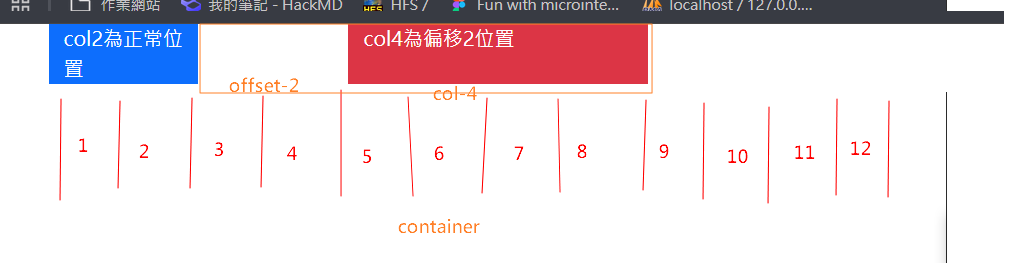 作業網站
我的筆記 - HackMD
HFS /
Fun with microinte...
localhost / 127.0.0....
col2為正常位
置
col4為偏移2位置
offset-2
col-4
1 2 3 4 5 6 7 8 9 10 11 12
container